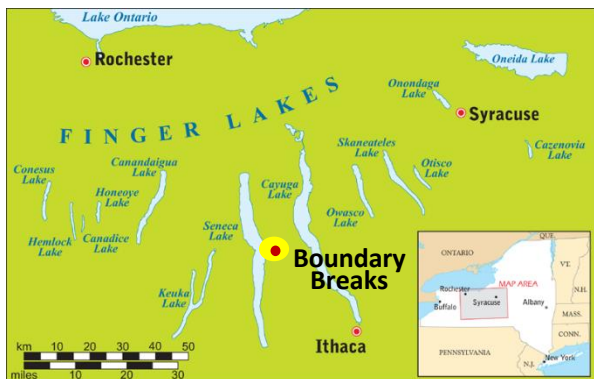 Lake Ontario
Rochester
Oneida Lake
Onondaga
Lake
Syracuse
FINGER LAKES
Cazenovia
Lake
Skaneateles
Lake
Otisco
Lake
Conesus
Lake
Canandaigua
Lake
Honeoye
Lake
Cayuga
Lake
Owasco
Lake
Hemlock
Lake
Canadice
Lake
Seneca
Lake
Boundary
Breaks
Keuka
Lake
Ithaca
km 10 20 30 40 50
miles 10 20 30
QUE.
ONTARIO
VT.
MAP AREA
N.H.
Rochester
Syracuse
Albany
Buffalo
MASS.
CONN.
PENNSYLVANIA
N.J.
New York